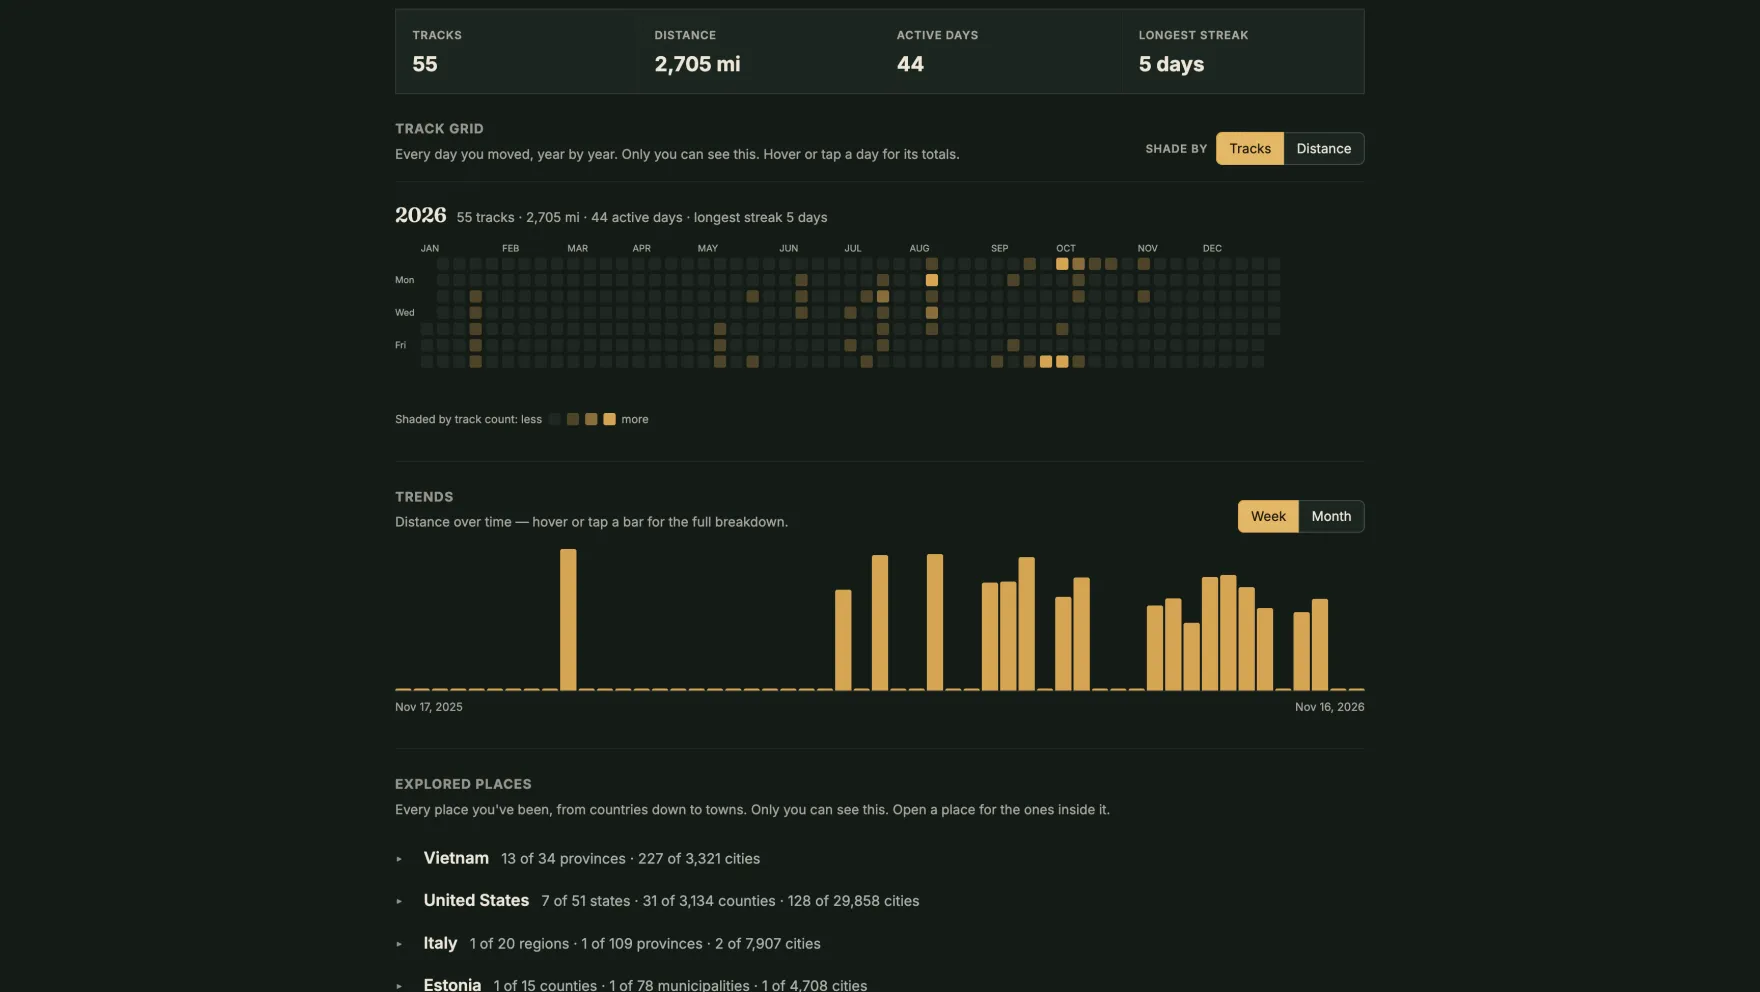 TRACKS DISTANCE ACTIVE DAYS LONGEST STREAK
55 2,705 mi 44 5 days
TRACK GRID
Every day you moved, year by year. Only you can see this. Hover or tap a day for its totals.
SHADE BY Tracks Distance
2026 55 tracks · 2,705 mi · 44 active days · longest streak 5 days
JAN FEB MAR APR MAY JUN JUL AUG SEP OCT NOV DEC
Mon
Wed
Fri
Shaded by track count: less more
TRENDS
Distance over time — hover or tap a bar for the full breakdown.
Week Month
Nov 17, 2025 Nov 16, 2026
EXPLORED PLACES
Every place you've been, from countries down to towns. Only you can see this. Open a place for the ones inside it.
Vietnam 13 of 34 provinces · 227 of 3,321 cities
United States 7 of 51 states · 31 of 3,134 counties · 128 of 29,858 cities
Italy 1 of 20 regions · 1 of 109 provinces · 2 of 7,907 cities
Estonia 1 of 15 counties · 1 of 78 municipalities · 1 of 4,708 cities